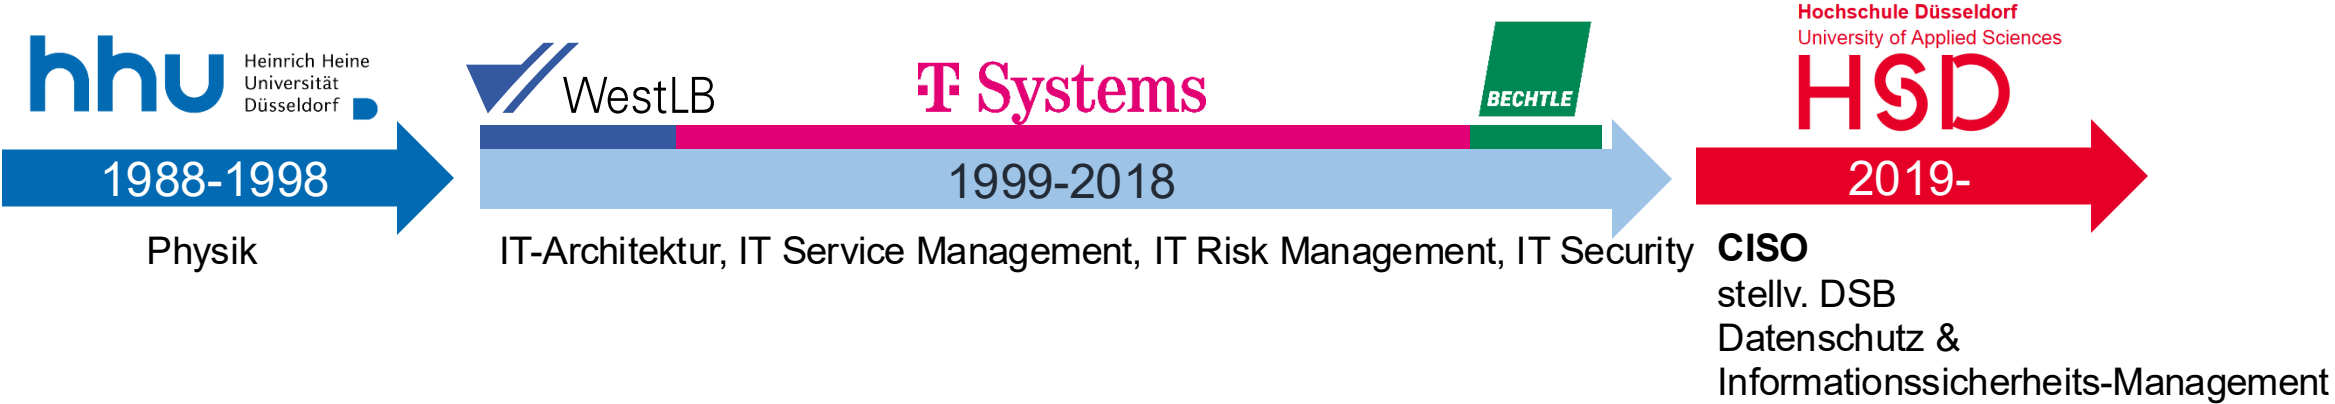 hhu
Heinrich Heine
Universität
Düsseldorf
1988-1998
Physik
WestLB
T Systems
BECHTLE
1999-2018
IT-Architektur, IT Service Management, IT Risk Management, IT Security
Hochschule Düsseldorf
University of Applied Sciences
HSD
2019-
CISO
stellv. DSB
Datenschutz &
Informationssicherheits-Management